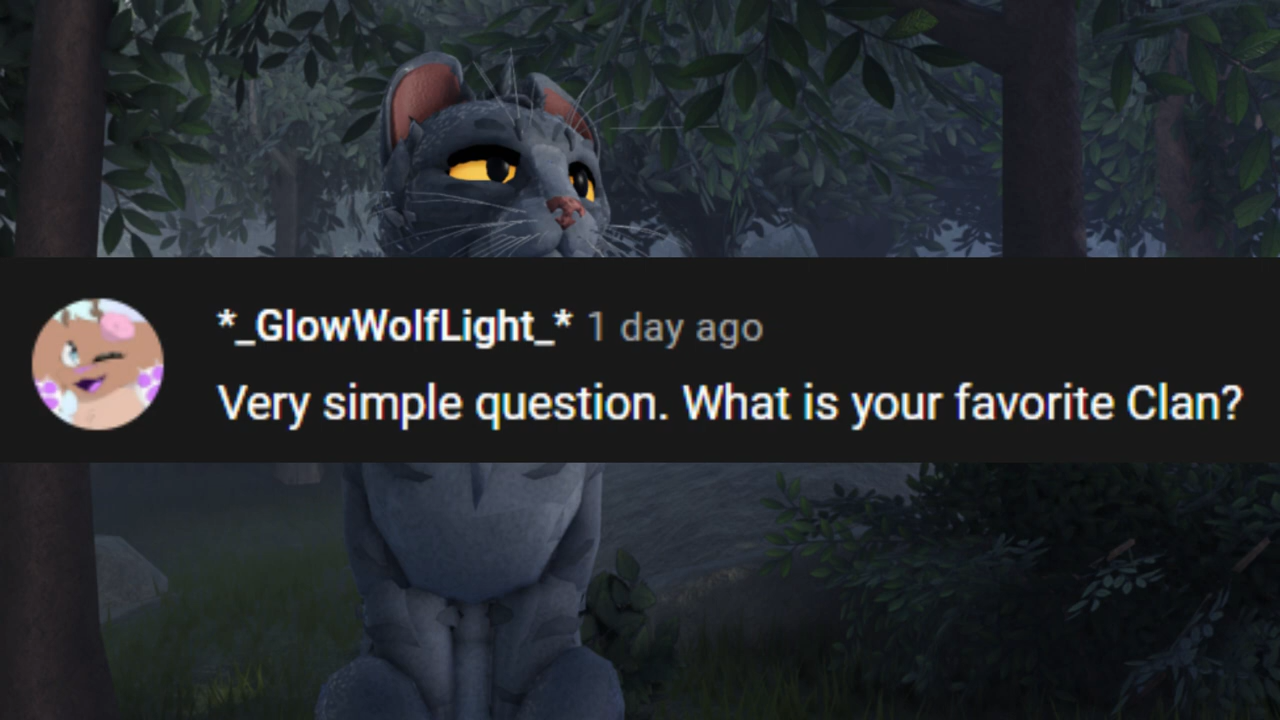 *_GlowWolfLight_* 1 day ago
Very simple question. What is your favorite Clan?